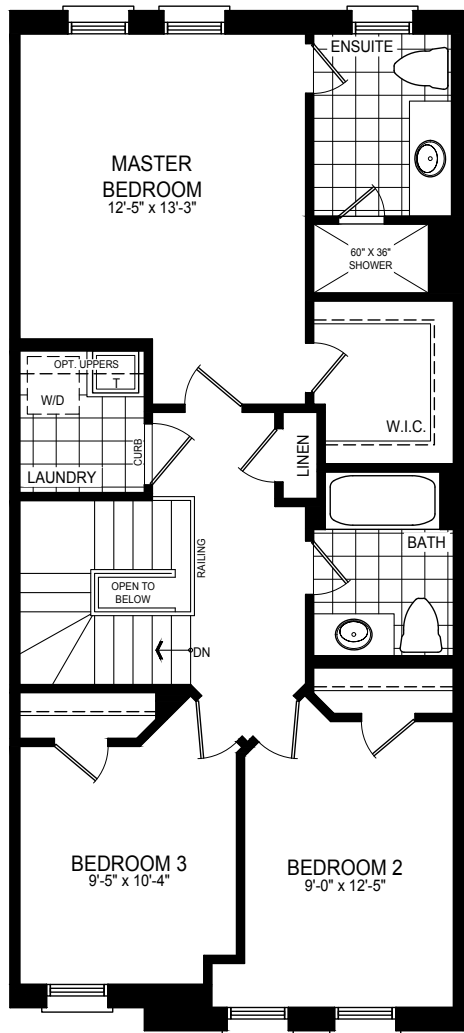 ENSUITE
MASTER
BEDROOM
12'-5" x 13'-3"
60" X 36"
SHOWER
OPT. UPPERS
T
W/D
CURB
LAUNDRY
LINEN
W.I.C.
RAILING
BATH
OPEN TO
BELOW
DN
BEDROOM 3
9'-5" x 10'-4"
BEDROOM 2
9'-0" x 12'-5"